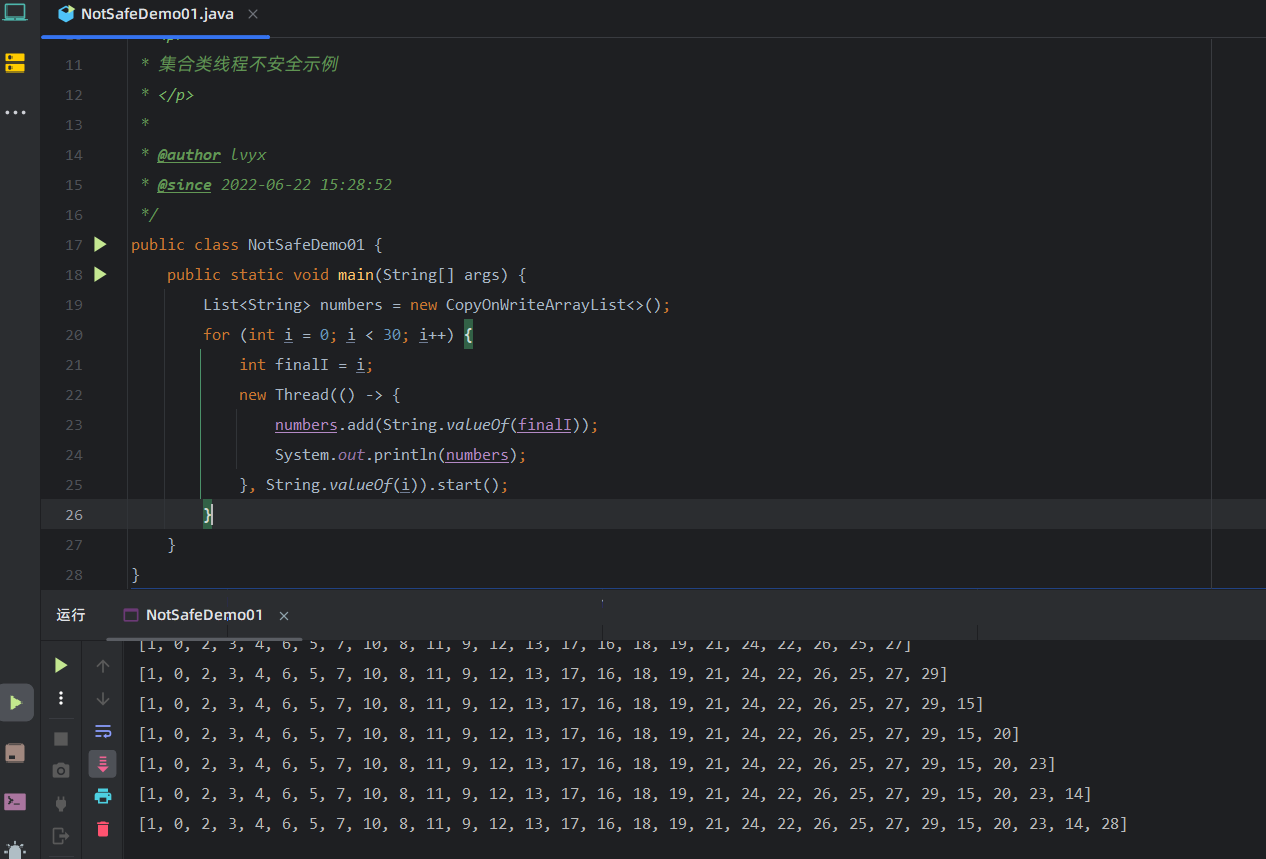 NotSafeDemo01.java
11 * 集合类线程不安全示例
12 * </p>
13 *
14 * @author lvyx
15 * @since 2022-06-22 15:28:52
16 */
17 public class NotSafeDemo01 {
18 public static void main(String[] args) {
19 List<String> numbers = new CopyOnWriteArrayList<>();
20 for (int i = 0; i < 30; i++) {
21 int finalI = i;
22 new Thread(() -> {
23 numbers.add(String.valueOf(finalI));
24 System.out.println(numbers);
25 }, String.valueOf(i)).start();
26 }
27 }
28 }
运行 NotSafeDemo01
[1, 0, 2, 3, 4, 6, 5, 7, 10, 8, 11, 9, 12, 13, 17, 16, 18, 19, 21, 24, 22, 26, 25, 27]
[1, 0, 2, 3, 4, 6, 5, 7, 10, 8, 11, 9, 12, 13, 17, 16, 18, 19, 21, 24, 22, 26, 25, 27, 29]
[1, 0, 2, 3, 4, 6, 5, 7, 10, 8, 11, 9, 12, 13, 17, 16, 18, 19, 21, 24, 22, 26, 25, 27, 29, 15]
[1, 0, 2, 3, 4, 6, 5, 7, 10, 8, 11, 9, 12, 13, 17, 16, 18, 19, 21, 24, 22, 26, 25, 27, 29, 15, 20]
[1, 0, 2, 3, 4, 6, 5, 7, 10, 8, 11, 9, 12, 13, 17, 16, 18, 19, 21, 24, 22, 26, 25, 27, 29, 15, 20, 23]
[1, 0, 2, 3, 4, 6, 5, 7, 10, 8, 11, 9, 12, 13, 17, 16, 18, 19, 21, 24, 22, 26, 25, 27, 29, 15, 20, 23, 14]
[1, 0, 2, 3, 4, 6, 5, 7, 10, 8, 11, 9, 12, 13, 17, 16, 18, 19, 21, 24, 22, 26, 25, 27, 29, 15, 20, 23, 14, 28]